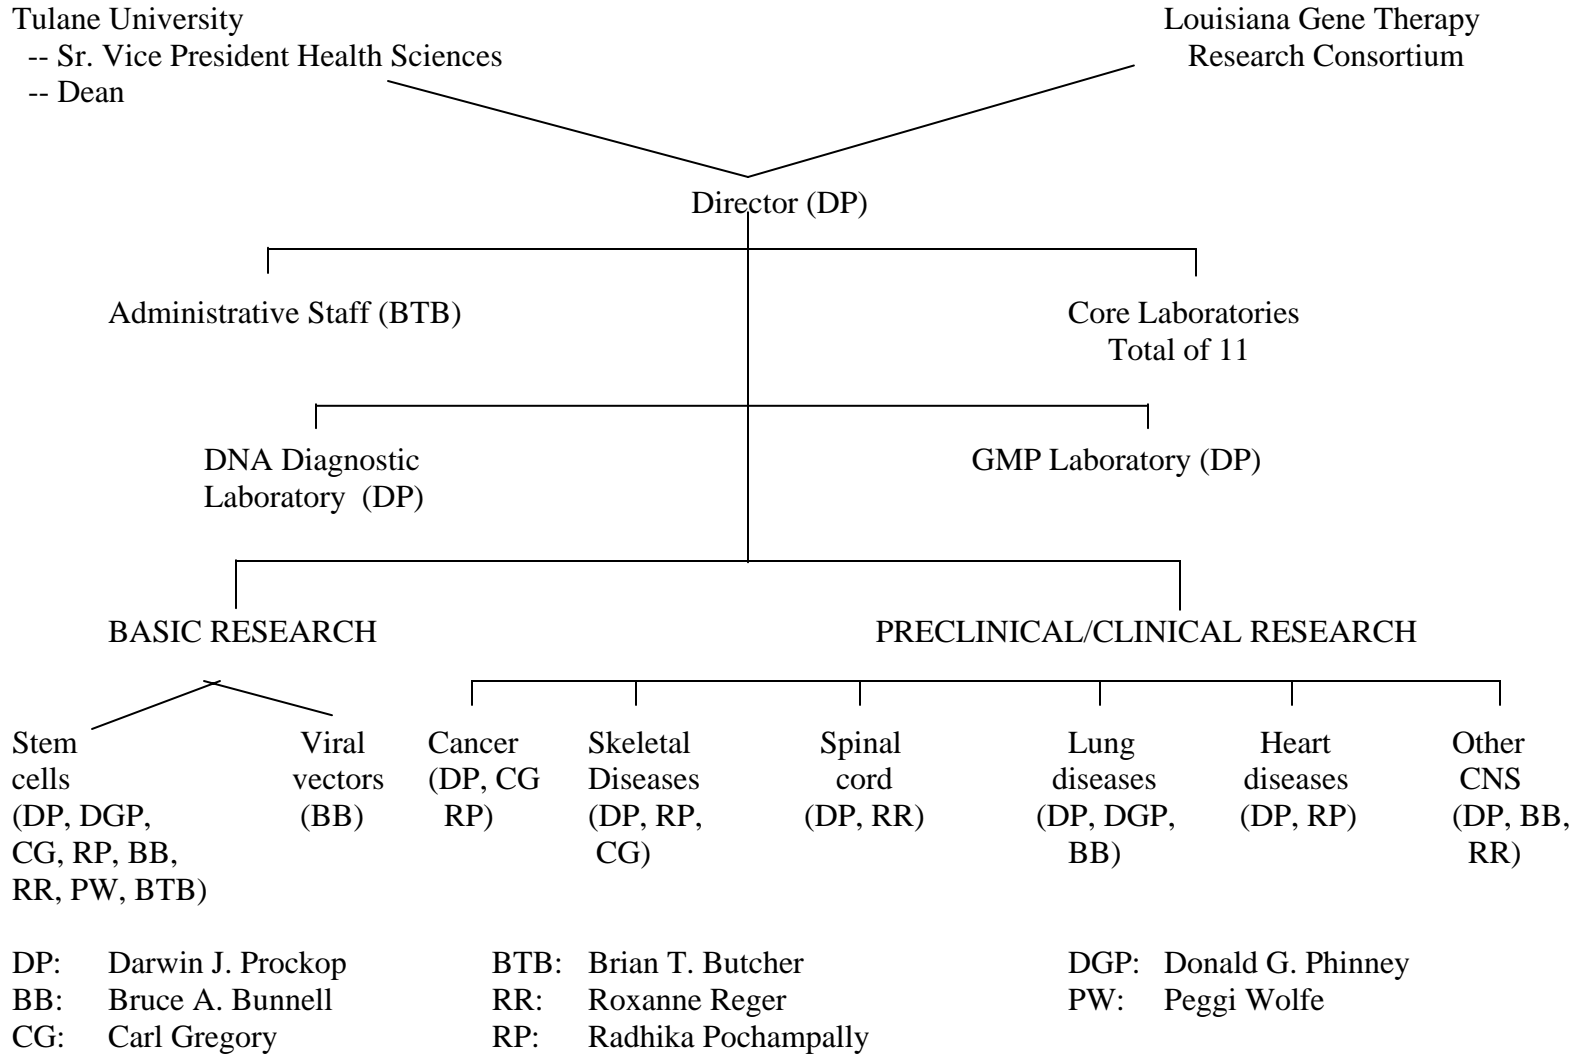 Tulane University
-- Sr. Vice President Health Sciences
-- Dean
Louisiana Gene Therapy
Research Consortium
Director (DP)
Administrative Staff (BTB)
Core Laboratories
Total of 11
DNA Diagnostic
Laboratory (DP)
GMP Laboratory (DP)
BASIC RESEARCH
PRECLINICAL/CLINICAL RESEARCH
Stem
cells
(DP, DGP,
CG, RP, BB,
RR, PW, BTB)
Viral
vectors
(BB)
Cancer
(DP, CG
RP)
Skeletal
Diseases
(DP, RP,
CG)
Spinal
cord
(DP, RR)
Lung
diseases
(DP, DGP,
BB)
Heart
diseases
(DP, RP)
Other
CNS
(DP, BB,
RR)
DP: Darwin J. Prockop
BB: Bruce A. Bunnell
CG: Carl Gregory
BTB: Brian T. Butcher
RR: Roxanne Reger
RP: Radhika Pochampally
DGP: Donald G. Phinney
PW: Peggi Wolfe